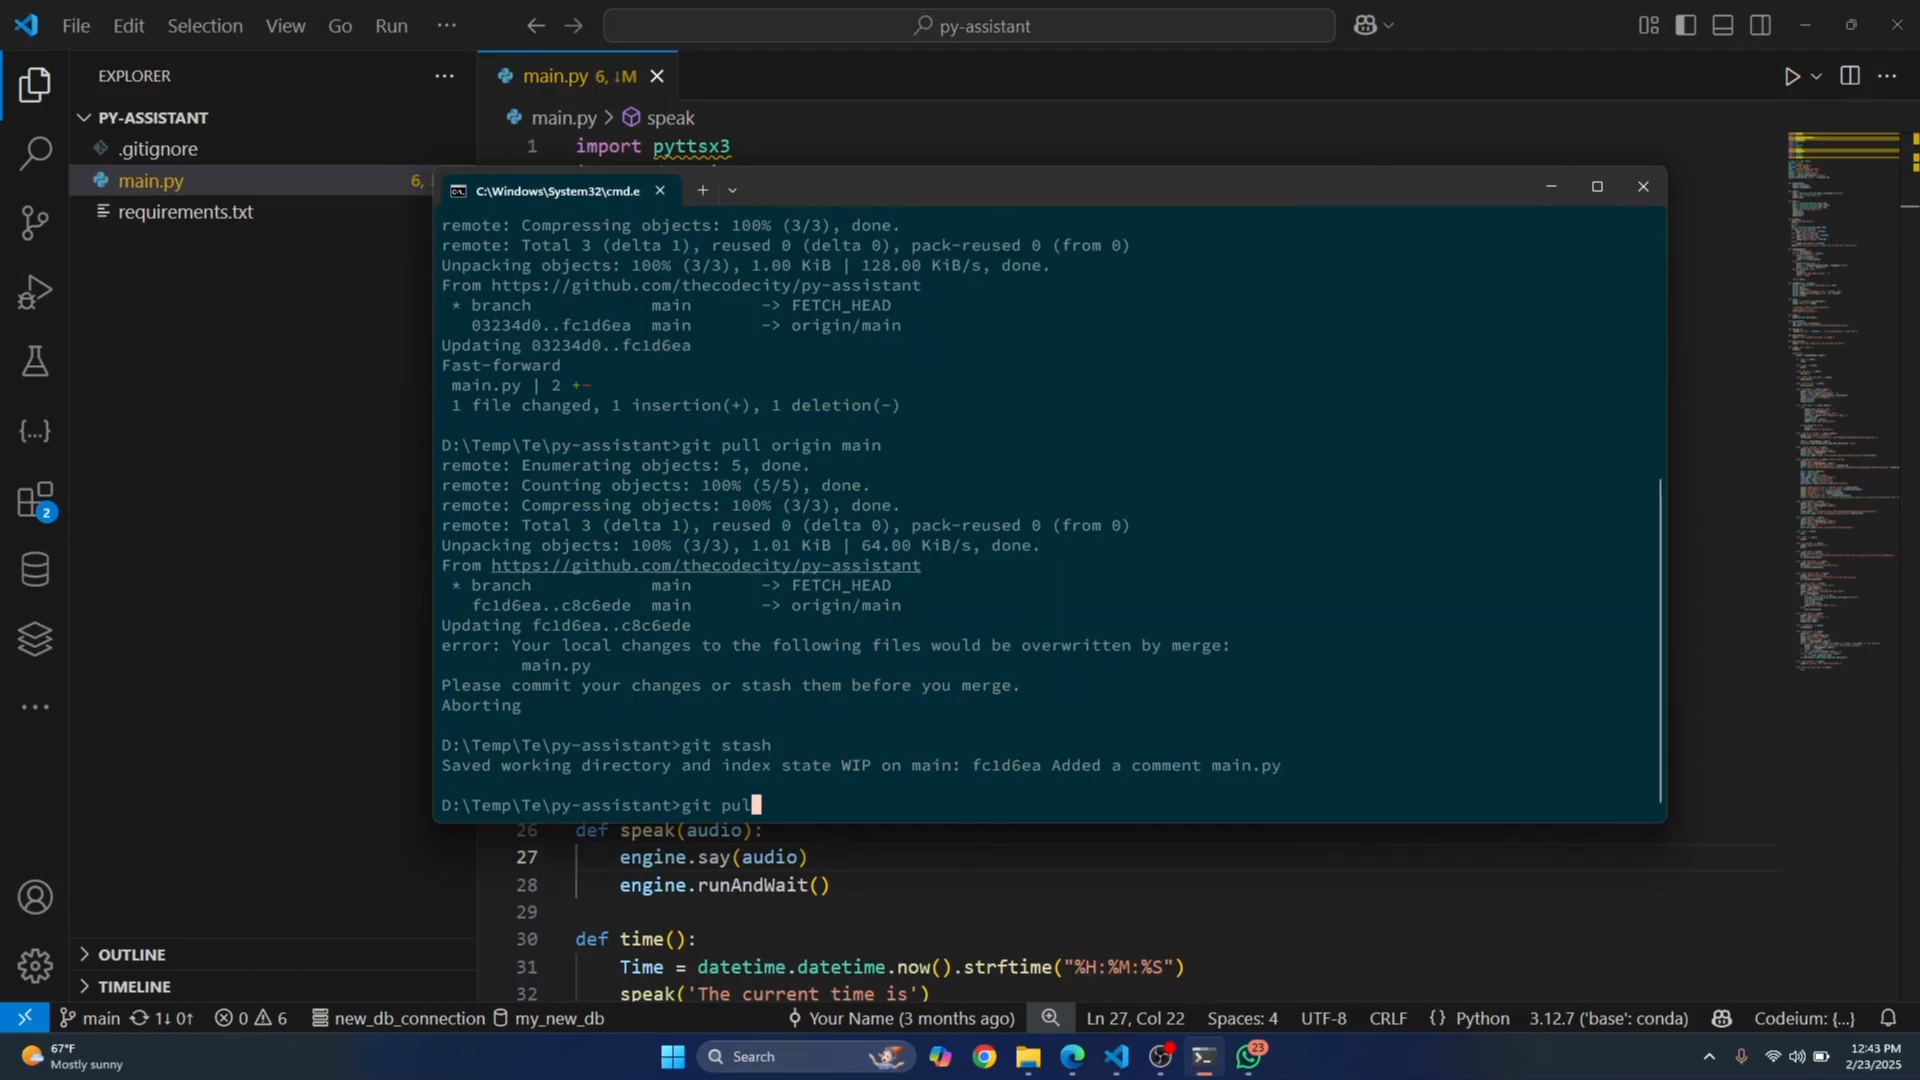 File Edit Selection View Go Run ···
py-assistant
EXPLORER
PY-ASSISTANT
.gitignore
main.py 6,
requirements.txt
main.py 6, ↓M
main.py > speak
1 import pyttsx3
C:\Windows\System32\cmd.e
remote: Compressing objects: 100% (3/3), done.
remote: Total 3 (delta 1), reused 0 (delta 0), pack-reused 0 (from 0)
Unpacking objects: 100% (3/3), 1.00 KiB | 128.00 KiB/s, done.
From https://github.com/thecodecity/py-assistant
* branch main -> FETCH_HEAD
03234d0..fc1d6ea main -> origin/main
Updating 03234d0..fc1d6ea
Fast-forward
main.py | 2 +-
1 file changed, 1 insertion(+), 1 deletion(-)
D:\Temp\Te\py-assistant>git pull origin main
remote: Enumerating objects: 5, done.
remote: Counting objects: 100% (5/5), done.
remote: Compressing objects: 100% (3/3), done.
remote: Total 3 (delta 1), reused 0 (delta 0), pack-reused 0 (from 0)
Unpacking objects: 100% (3/3), 1.01 KiB | 64.00 KiB/s, done.
From https://github.com/thecodecity/py-assistant
* branch main -> FETCH_HEAD
fc1d6ea..c8c6ede main -> origin/main
Updating fc1d6ea..c8c6ede
error: Your local changes to the following files would be overwritten by merge:
main.py
Please commit your changes or stash them before you merge.
Aborting
D:\Temp\Te\py-assistant>git stash
Saved working directory and index state WIP on main: fc1d6ea Added a comment main.py
D:\Temp\Te\py-assistant>git pul
26 def speak(audio):
27 engine.say(audio)
28 engine.runAndWait()
29
30 def time():
31 Time = datetime.datetime.now().strftime("%H:%M:%S")
32 speak('The current time is')
2
OUTLINE
TIMELINE
main 1↓ 0↑ 0 6 new_db_connection my_new_db Your Name (3 months ago) Ln 27, Col 22 Spaces: 4 UTF-8 CRLF {} Python 3.12.7 ('base': conda) Codeium: {...}
67°F
Mostly sunny
Search
23
12:43 PM
2/23/2025